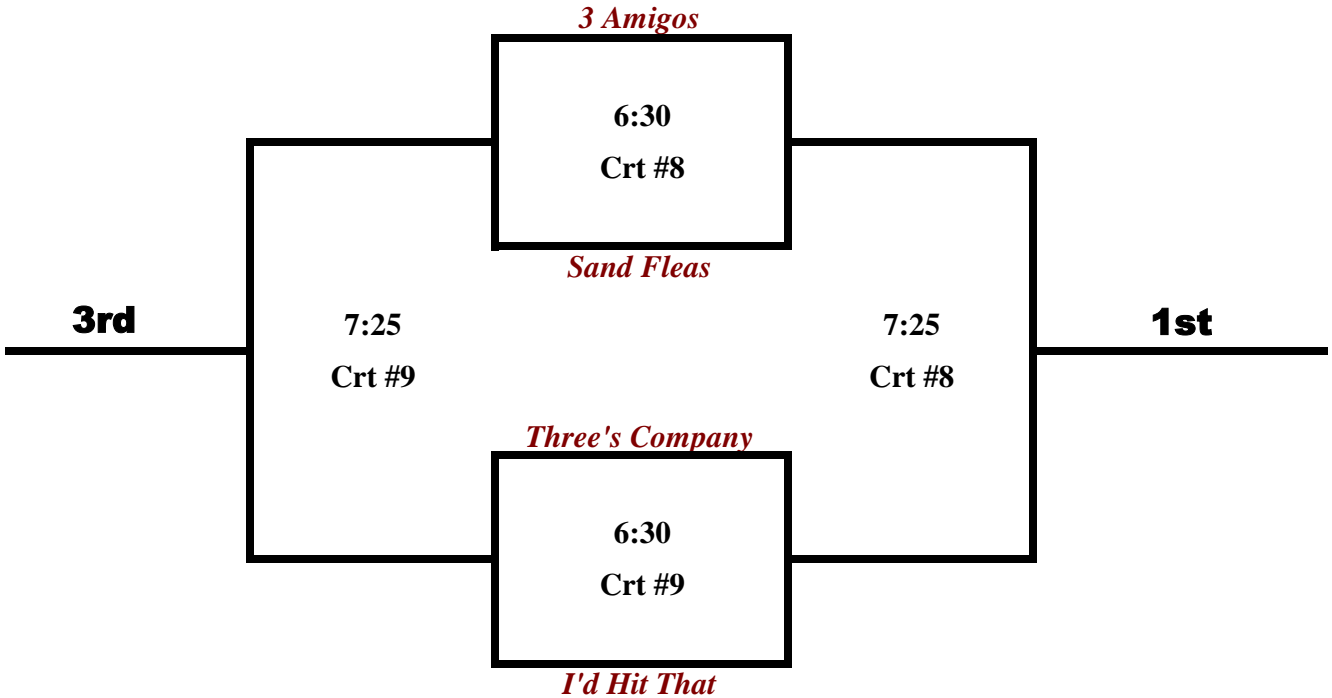 3 Amigos
6:30
Crt #8
Sand Fleas
3rd
7:25
Crt #9
7:25
Crt #8
1st
Three's Company
6:30
Crt #9
I'd Hit That